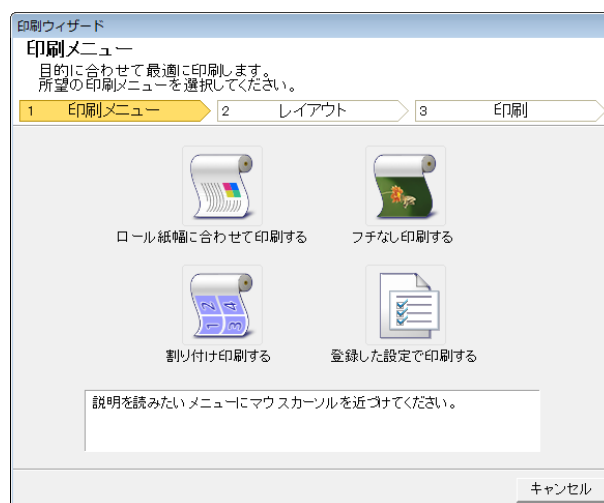 印刷ウィザード
印刷メニュー
目的に合わせて最適に印刷します。
所望の印刷メニューを選択してください。
1 印刷メニュー 2 レイアウト 3 印刷
ロール紙幅に合わせて印刷する フチなし印刷する
1 2 3 4
割り付け印刷する 登録した設定で印刷する
説明を読みたいメニューにマウスカーソルを近づけてください。
キャンセル